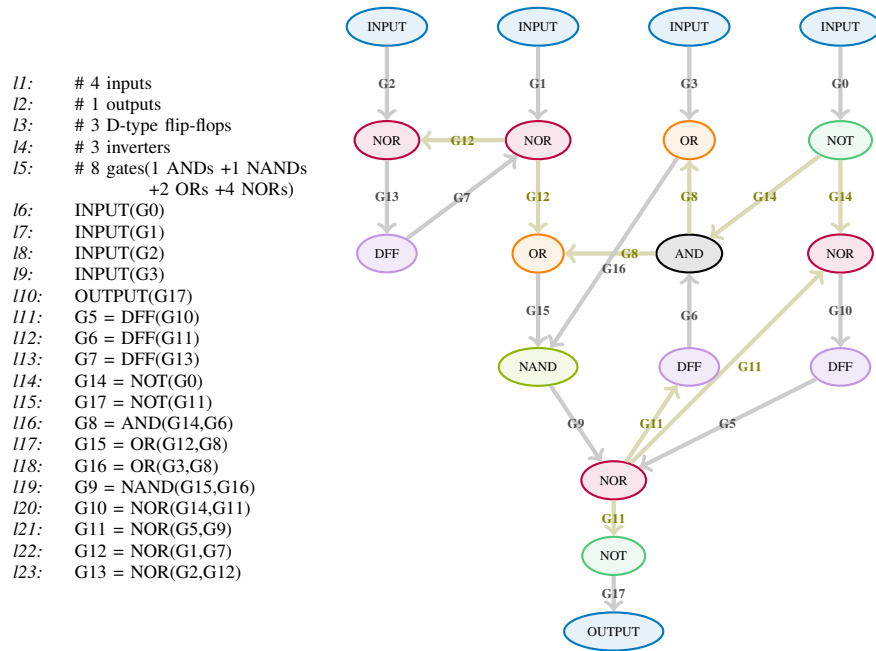 l1: # 4 inputs
l2: # 1 outputs
l3: # 3 D-type flip-flops
l4: # 3 inverters
l5: # 8 gates(1 ANDs +1 NANDs
+2 ORs +4 NORs)
l6: INPUT(G0)
l7: INPUT(G1)
l8: INPUT(G2)
l9: INPUT(G3)
l10: OUTPUT(G17)
l11: G5 = DFF(G10)
l12: G6 = DFF(G11)
l13: G7 = DFF(G13)
l14: G14 = NOT(G0)
l15: G17 = NOT(G11)
l16: G8 = AND(G14,G6)
l17: G15 = OR(G12,G8)
l18: G16 = OR(G3,G8)
l19: G9 = NAND(G15,G16)
l20: G10 = NOR(G14,G11)
l21: G11 = NOR(G5,G9)
l22: G12 = NOR(G1,G7)
l23: G13 = NOR(G2,G12)
INPUT INPUT INPUT INPUT
G2 G1 G3 G0
NOR G12 NOR OR NOT
G13 G7 G12 G8 G14 G14
DFF OR G8 AND NOR
G16
G15 G6 G10
NAND DFF G11 DFF
G9 G11 G5
NOR
G11
NOT
G17
OUTPUT